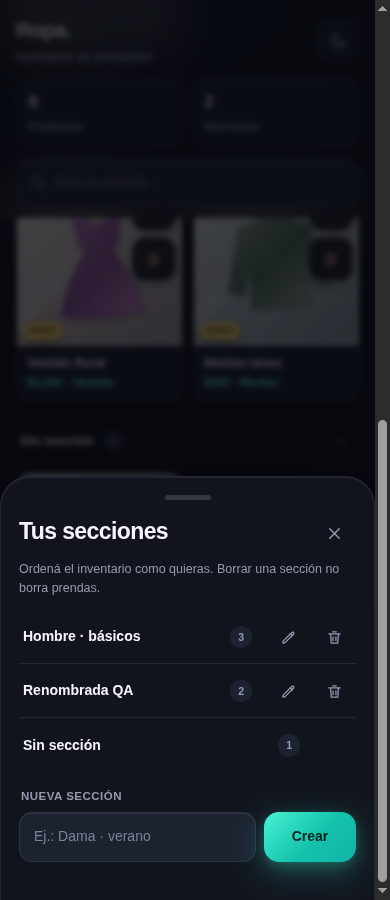 Ropa.
Tus secciones
Ordená el inventario como quieras. Borrar una sección no
borra prendas.
Hombre · básicos 3
Renombrada QA 2
Sin sección 1
NUEVA SECCIÓN
Ej.: Dama · verano Crear